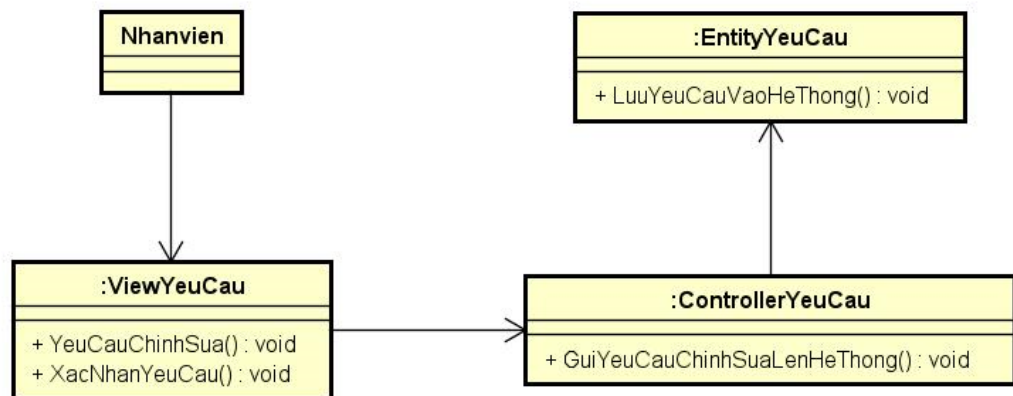 Nhanvien
:EntityYeuCau
+ LuuYeuCauVaoHeThong() : void
:ViewYeuCau
+ YeuCauChinhSua() : void
+ XacNhanYeuCau() : void
:ControllerYeuCau
+ GuiYeuCauChinhSuaLenHeThong() : void